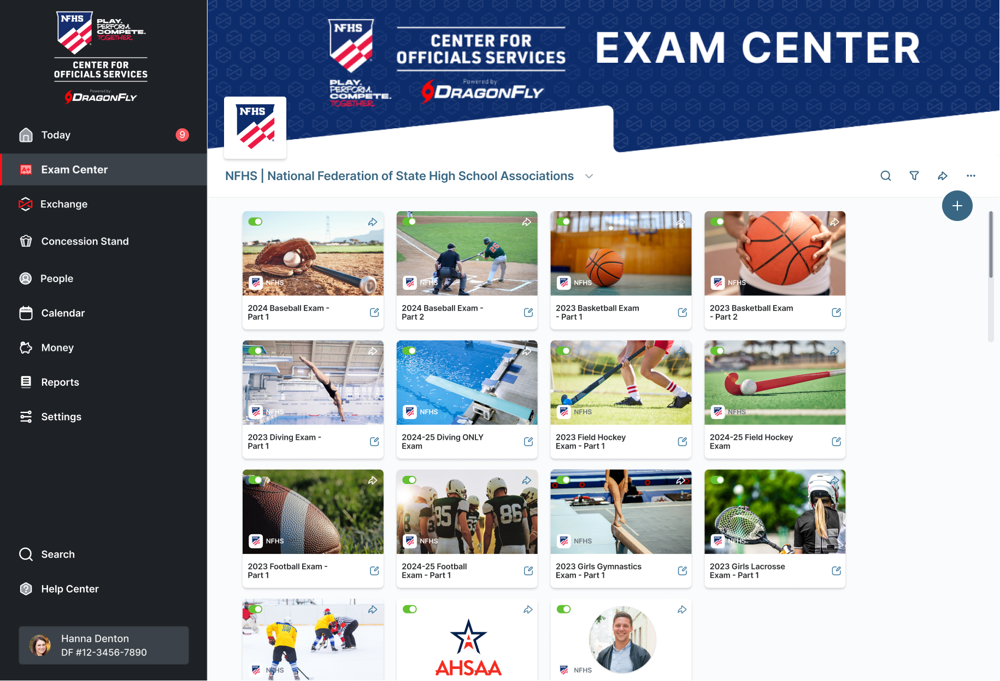 NFHS
PLAY.
PERFORM.
COMPETE.
TOGETHER.
CENTER FOR
OFFICIALS SERVICES
Powered by:
DRAGONFLY
Today
9
A+
Exam Center
Exchange
Concession Stand
People
Calendar
Money
Reports
Settings
Search
Help Center
Hanna Denton
DF #12-3456-7890
NFHS
PLAY.
PERFORM.
COMPETE.
TOGETHER.
CENTER FOR
OFFICIALS SERVICES
Powered by:
DRAGONFLY
EXAM CENTER
NFHS
NFHS | National Federation of State High School Associations
NFHS
2024 Baseball Exam -
Part 1
26
NFHS
2024 Baseball Exam -
Part 2
NFHS
2023 Basketball Exam
- Part 1
NFHS
2023 Basketball Exam
- Part 2
NFHS
2023 Diving Exam -
Part 1
NFHS
2024-25 Diving ONLY
Exam
NFHS
2023 Field Hockey
Exam - Part 1
NFHS
2024-25 Field Hockey
Exam
NFHS
2023 Football Exam -
Part 1
86
NFHS
2024-25 Football
Exam - Part 1
NFHS
2023 Girls Gymnastics
Exam - Part 1
16
NFHS
2023 Girls Lacrosse
Exam - Part 1
NFHS
AHSAA
NFHS